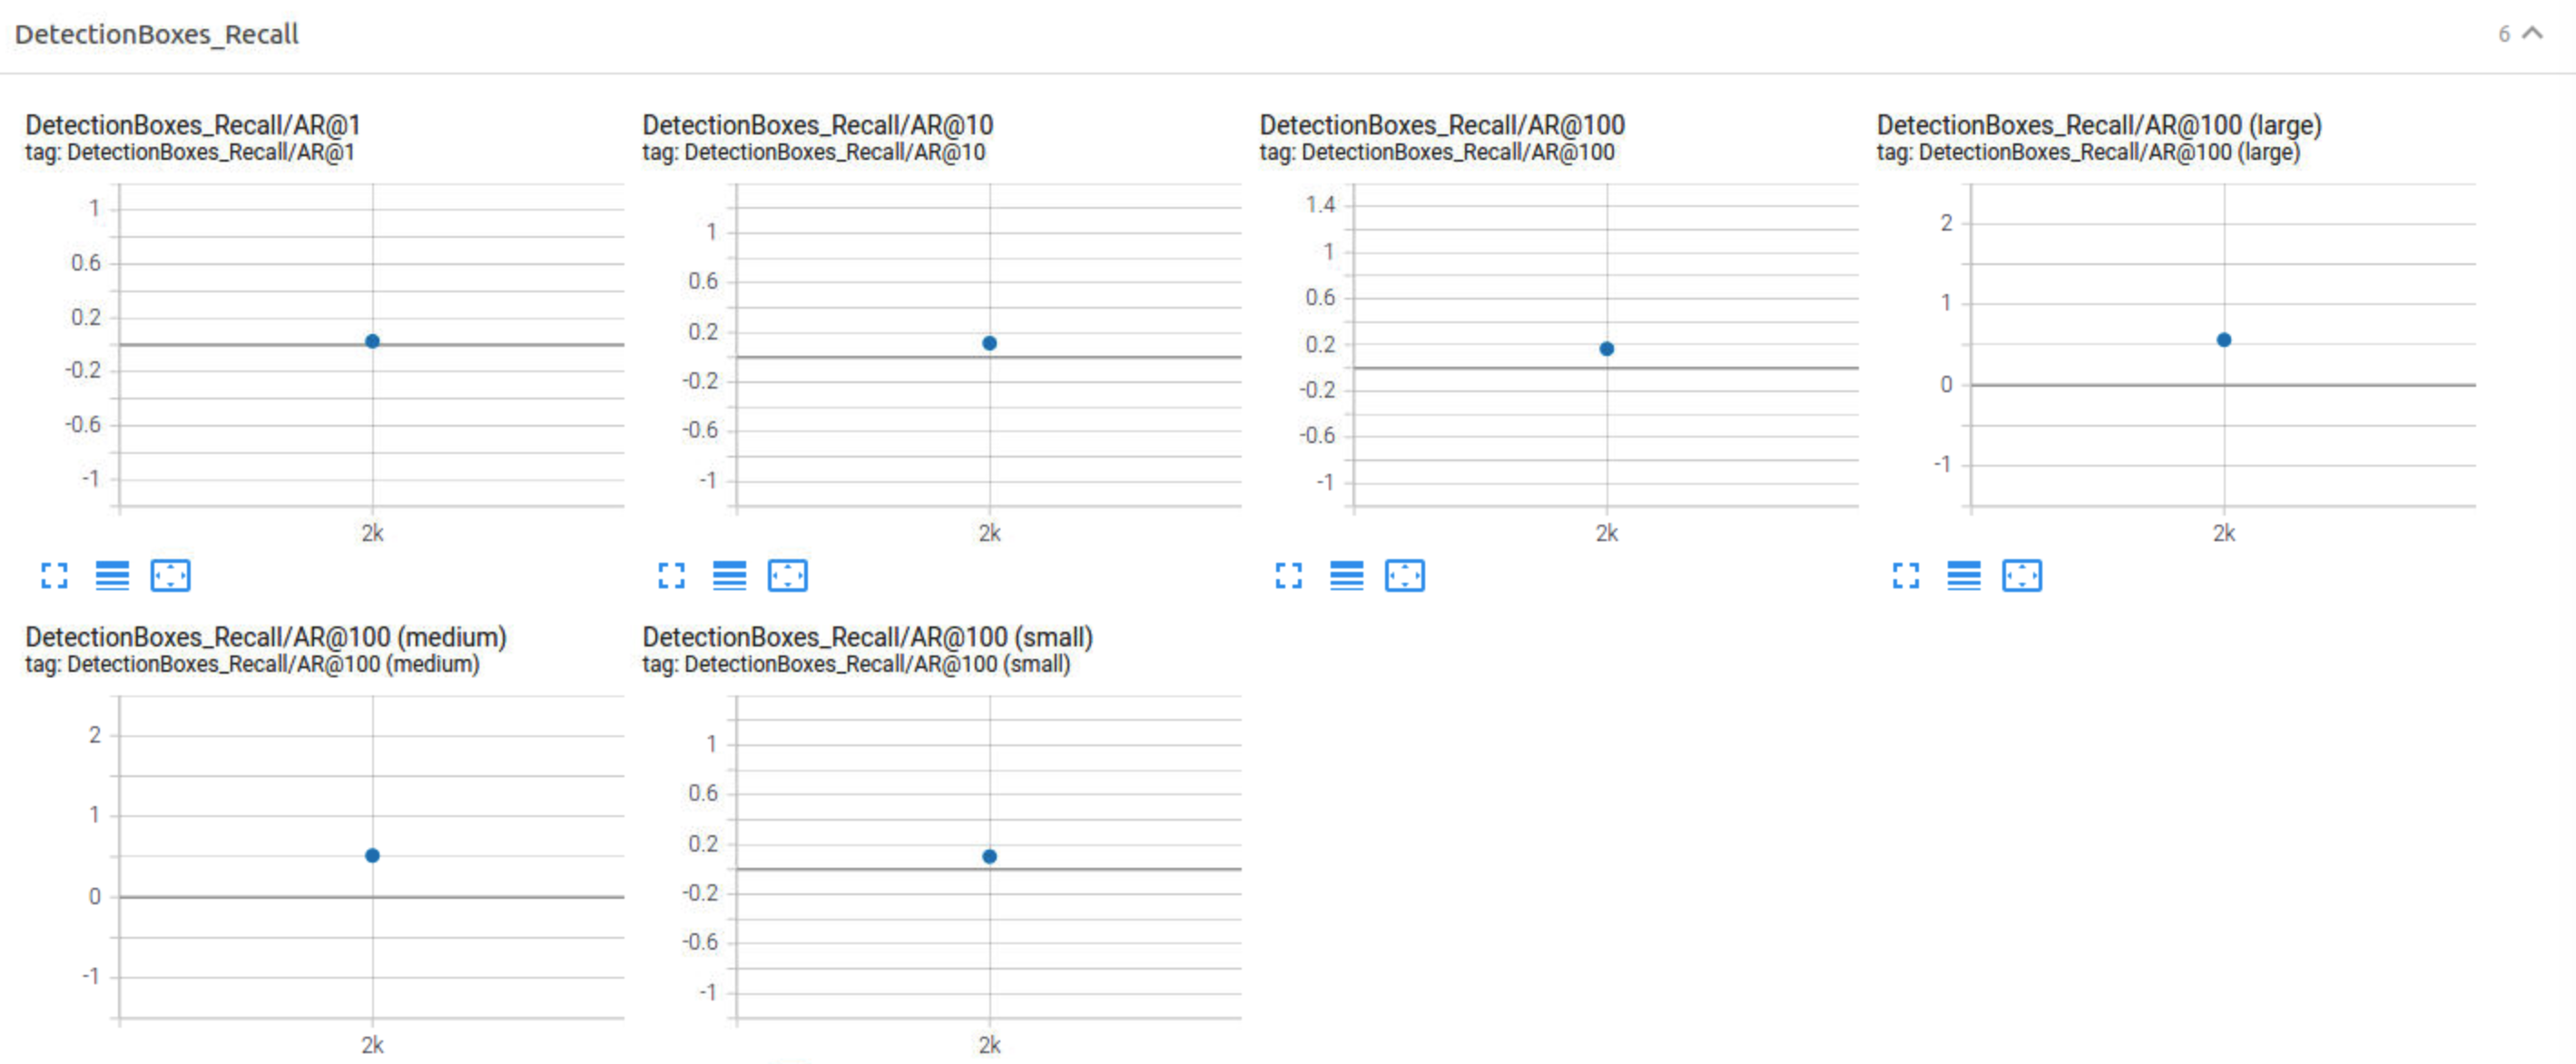 DetectionBoxes_Recall
6
DetectionBoxes_Recall/AR@1
tag: DetectionBoxes_Recall/AR@1
1
0.6
0.2
-0.2
-0.6
-1
2k
DetectionBoxes_Recall/AR@10
tag: DetectionBoxes_Recall/AR@10
1
0.6
0.2
-0.2
-0.6
-1
2k
DetectionBoxes_Recall/AR@100
tag: DetectionBoxes_Recall/AR@100
1.4
1
0.6
0.2
-0.2
-0.6
-1
2k
DetectionBoxes_Recall/AR@100 (large)
tag: DetectionBoxes_Recall/AR@100 (large)
2
1
0
-1
2k
DetectionBoxes_Recall/AR@100 (medium)
tag: DetectionBoxes_Recall/AR@100 (medium)
2
1
0
-1
2k
DetectionBoxes_Recall/AR@100 (small)
tag: DetectionBoxes_Recall/AR@100 (small)
1
0.6
0.2
-0.2
-0.6
-1
2k